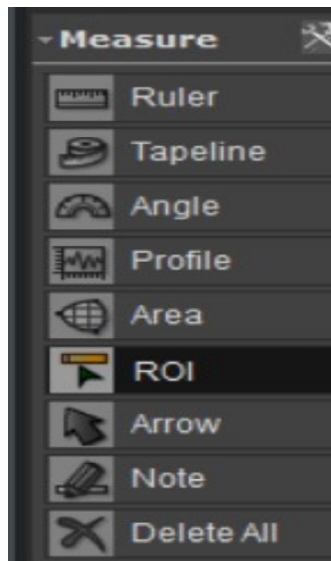 Measure
Ruler
Tapeline
Angle
Profile
Area
ROI
Arrow
Note
Delete All